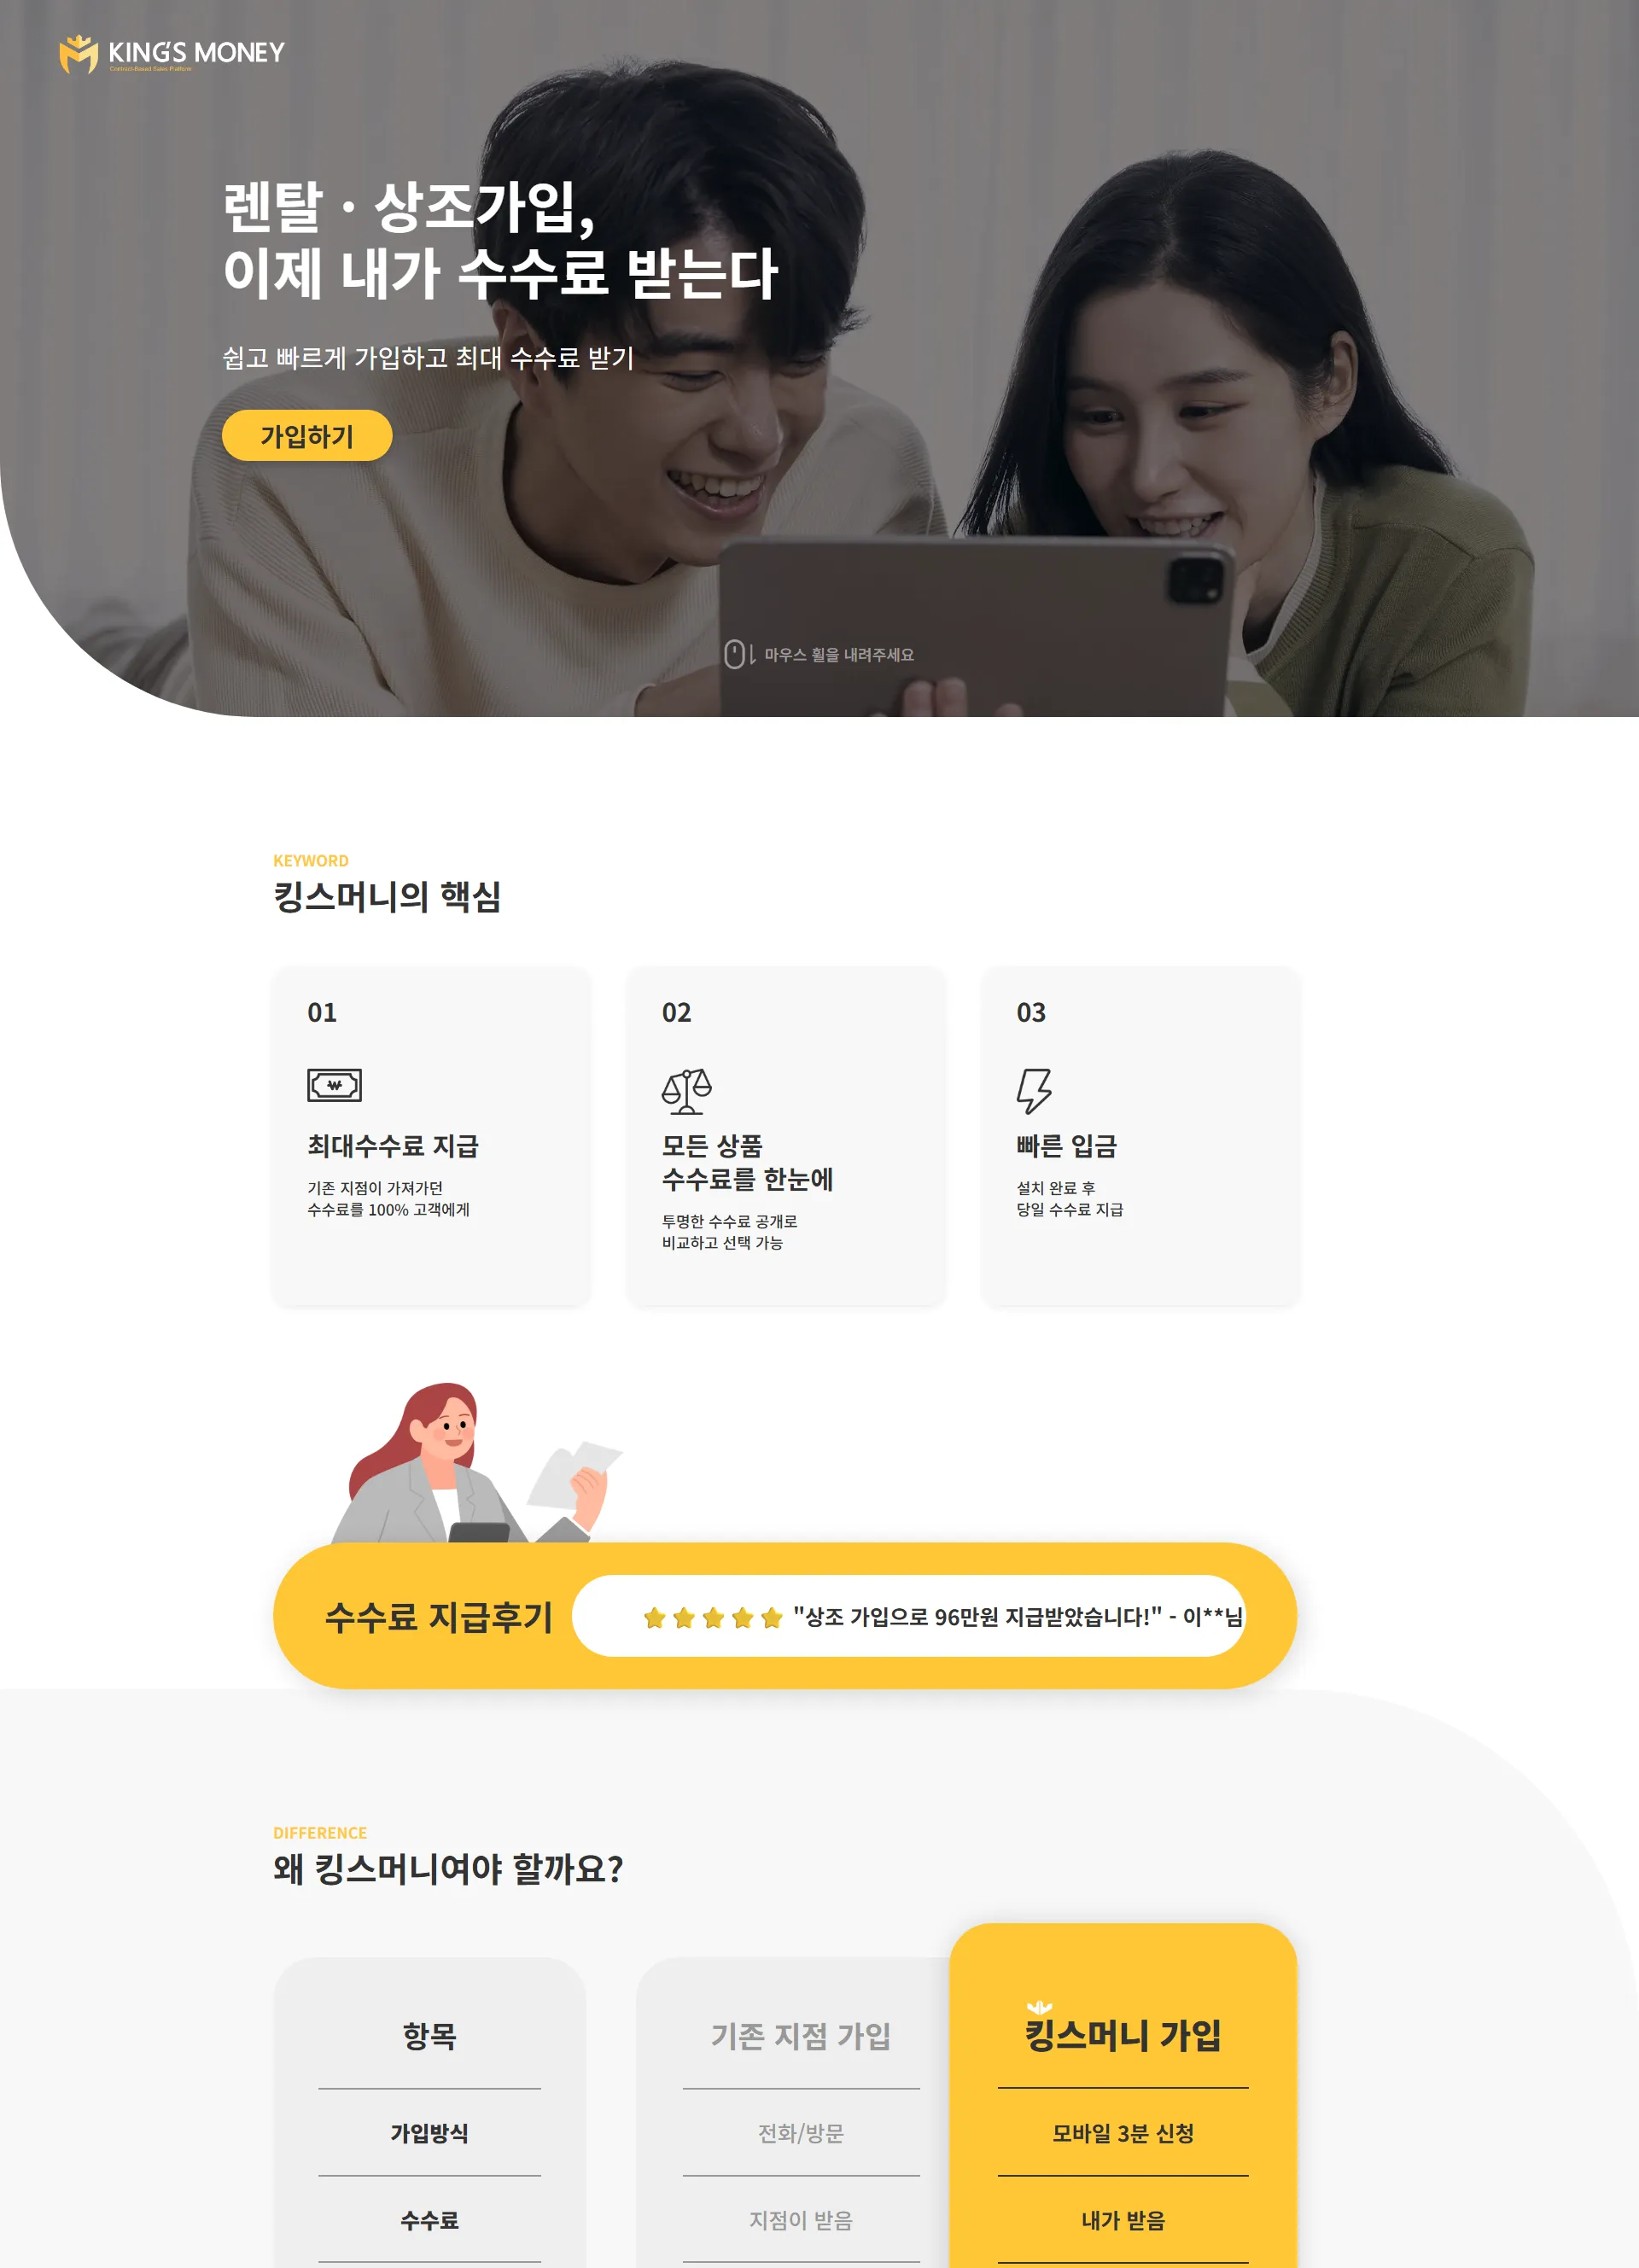 KING'S MONEY
Contract-Based Sales Platform
렌탈 · 상조가입,
이제 내가 수수료 받는다
쉽고 빠르게 가입하고 최대 수수료 받기
가입하기
마우스 휠을 내려주세요
KEYWORD
킹스머니의 핵심
01
최대수수료 지급
기존 지점이 가져가던
수수료를 100% 고객에게
02
모든 상품
수수료를 한눈에
투명한 수수료 공개로
비교하고 선택 가능
03
빠른 입금
설치 완료 후
당일 수수료 지급
수수료 지급후기
"상조 가입으로 96만원 지급받았습니다!" - 이**님
DIFFERENCE
왜 킹스머니여야 할까요?
항목
기존 지점 가입
킹스머니 가입
가입방식
전화/방문
모바일 3분 신청
수수료
지점이 받음
내가 받음